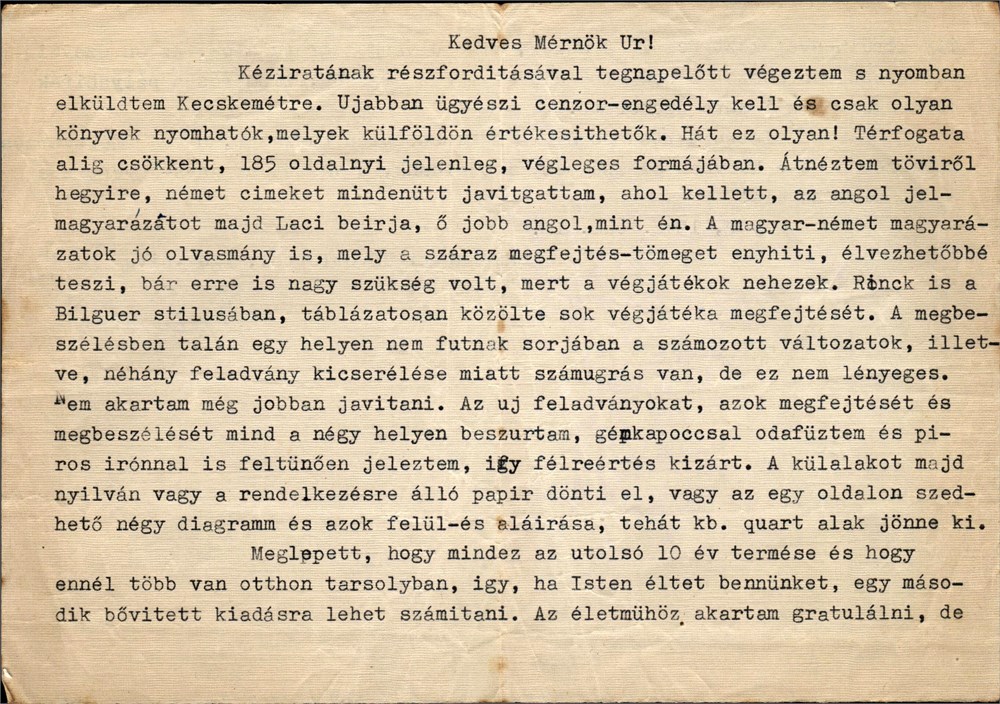 Kedves Mérnök Ur!
Kéziratának részforditásával tegnapelőtt végeztem s nyomban
elküldtem Kecskemétre. Ujabban ügyészi cenzor-engedély kell és csak olyan
könyvek nyomhatók,melyek külföldön értékesithetők. Hát ez olyan! Térfogata
alig csökkent, 185 oldalnyi jelenleg, végleges formájában. Átnéztem töviről
hegyire, német cimeket mindenütt javitgattam, ahol kellett, az angol jel-
magyarázátot majd Laci beirja, ő jobb angol,mint én. A magyar-német magyará-
zatok jó olvasmány is, mely a száraz megfejtés-tömeget enyhiti, élvezhetőbbé
teszi, bár erre is nagy szükség volt, mert a végjátékok nehezek. Rinck is a
Bilguer stilusában, táblázatosan közölte sok végjátéka megfejtését. A megbe-
szélésben talán egy helyen nem futnak sorjában a számozott változatok, illet-
ve, néhány feladvány kicserélése miatt számugrás van, de ez nem lényeges.
Nem akartam még jobban javitani. Az uj feladványokat, azok megfejtését és
megbeszélését mind a négy helyen beszurtam, gémkapoccsal odafüztem és pi-
ros irónnal is feltünően jeleztem, igy félreértés kizárt. A külalakot majd
nyilván vagy a rendelkezésre álló papir dönti el, vagy az egy oldalon szed-
hető négy diagramm és azok felül-és aláirása, tehát kb. quart alak jönne ki.
Meglepett, hogy mindez az utolsó 10 év termése és hogy
ennél több van otthon tarsolyban, igy, ha Isten éltet bennünket, egy máso-
dik bővitett kiadásra lehet számitani. Az életmühöz akartam gratulálni, de